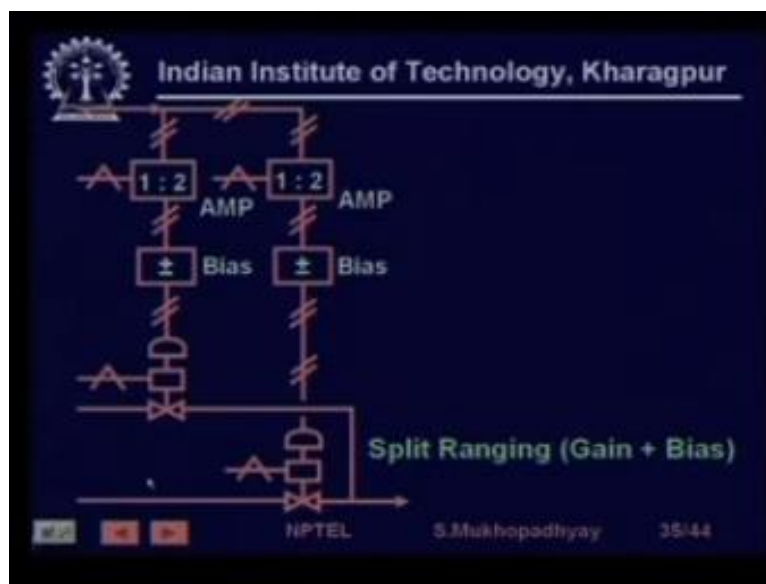 Indian Institute of Technology, Kharagpur
1 : 2 1 : 2
AMP AMP
± Bias ± Bias
Split Ranging (Gain + Bias)
NPTEL S.Mukhopadhyay 35/44